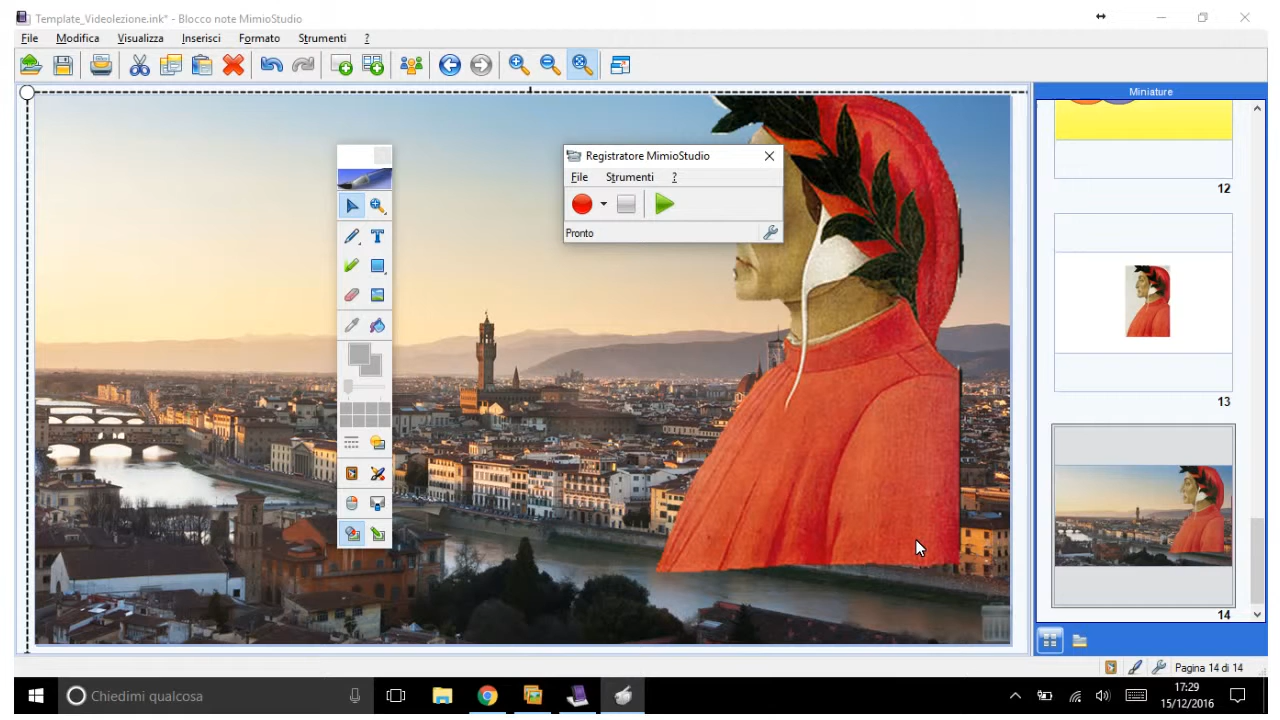 Template_Videolezione.ink* - Blocco note MimioStudio
File Modifica Visualizza Inserisci Formato Strumenti ?
Miniature
Registratore MimioStudio
File Strumenti ?
Pronto
12
13
14
Pagina 14 di 14
Chiedimi qualcosa
17:29
15/12/2016